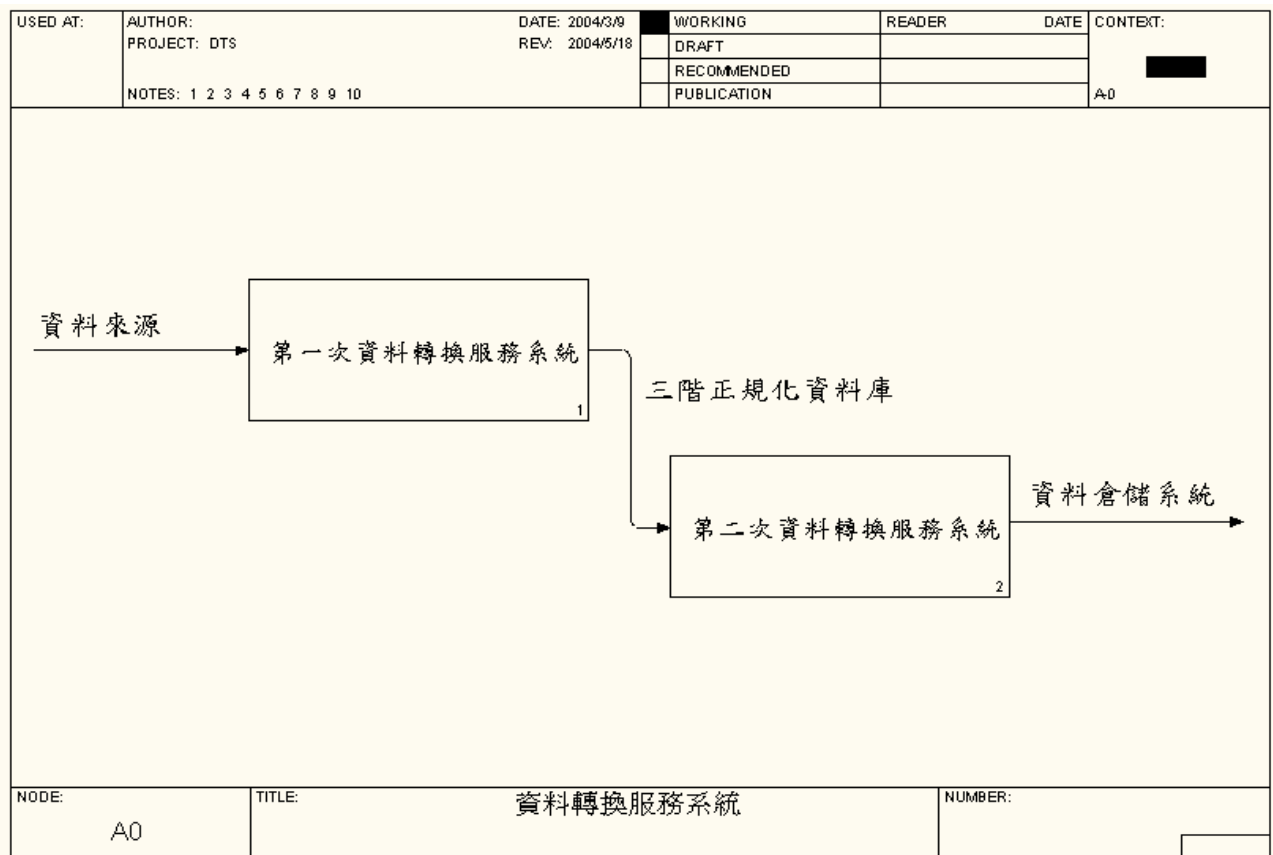 USED AT:
AUTHOR:
DATE: 2004/3/9
PROJECT: DTS
REV: 2004/5/18
NOTES: 1 2 3 4 5 6 7 8 9 10
WORKING
DRAFT
RECOMMENDED
PUBLICATION
READER DATE
CONTEXT:
A-0
資料來源
第一次資料轉換服務系統
1
三階正規化資料庫
第二次資料轉換服務系統
2
資料倉儲系統
NODE:
A0
TITLE:
資料轉換服務系統
NUMBER: